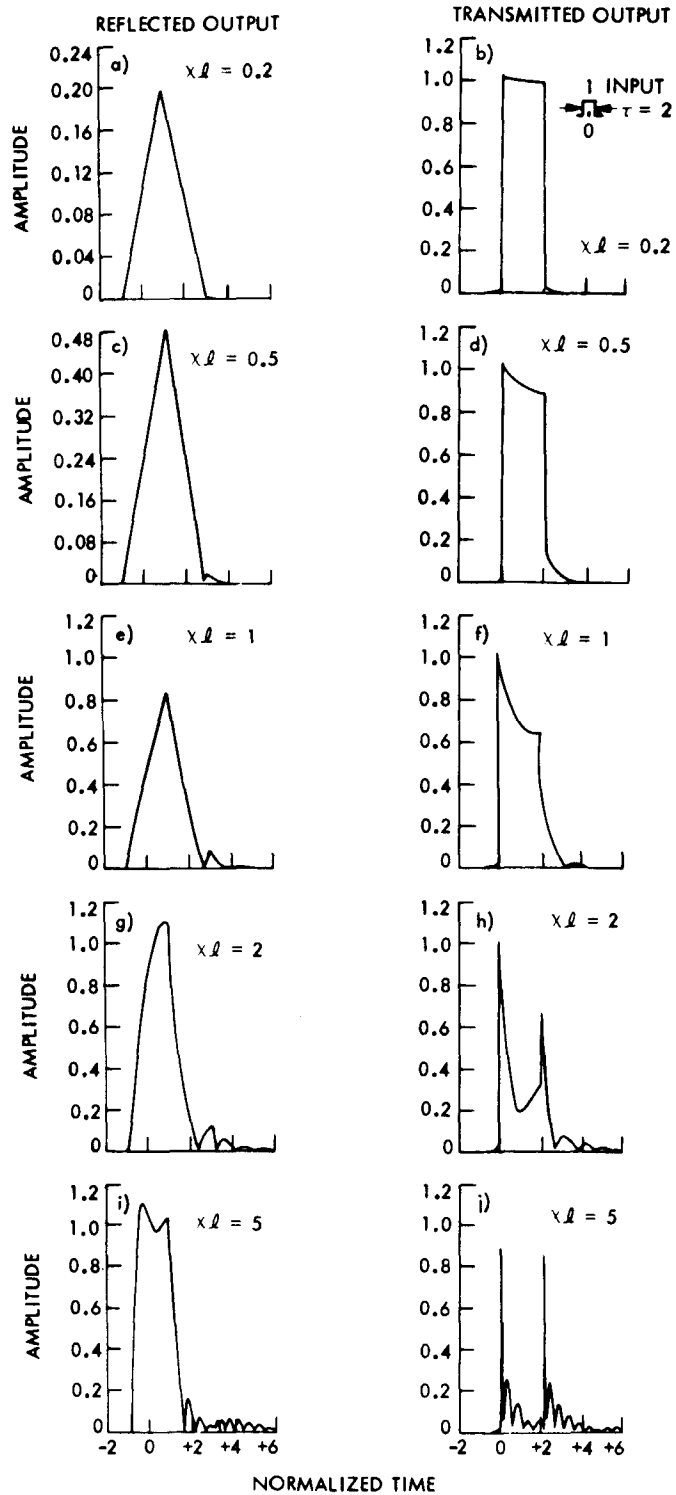 REFLECTED OUTPUT
TRANSMITTED OUTPUT
a)
χℓ = 0.2
AMPLITUDE
0.24
0.20
0.16
0.12
0.08
0.04
0
b)
1 INPUT
τ = 2
0
χℓ = 0.2
1.2
1.0
0.8
0.6
0.4
0.2
0
c)
χℓ = 0.5
AMPLITUDE
0.48
0.40
0.32
0.24
0.16
0.08
0
d)
χℓ = 0.5
1.2
1.0
0.8
0.6
0.4
0.2
0
e)
χℓ = 1
AMPLITUDE
1.2
1.0
0.8
0.6
0.4
0.2
0
f)
χℓ = 1
1.2
1.0
0.8
0.6
0.4
0.2
0
g)
χℓ = 2
AMPLITUDE
1.2
1.0
0.8
0.6
0.4
0.2
0
h)
χℓ = 2
1.2
1.0
0.8
0.6
0.4
0.2
0
i)
χℓ = 5
AMPLITUDE
1.2
1.0
0.8
0.6
0.4
0.2
0
j)
χℓ = 5
1.2
1.0
0.8
0.6
0.4
0.2
0
-2 0 +2 +4 +6
-2 0 +2 +4 +6
NORMALIZED TIME